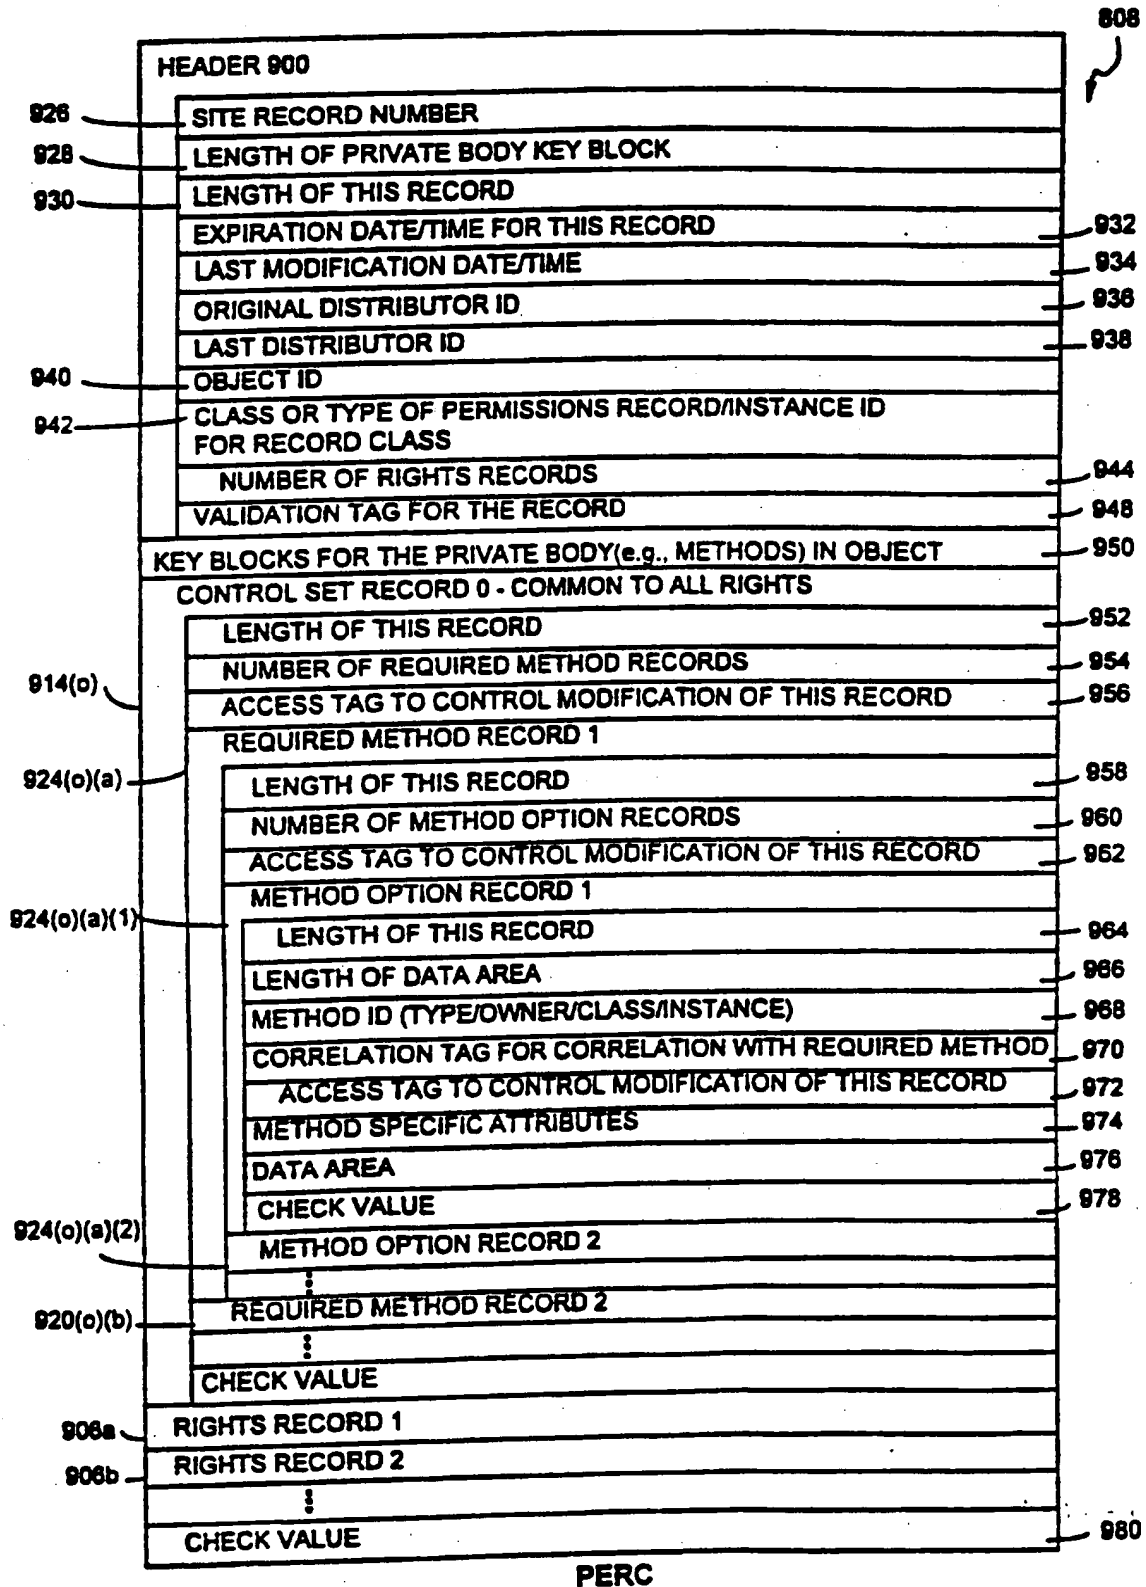 808
HEADER 900
926 SITE RECORD NUMBER
928 LENGTH OF PRIVATE BODY KEY BLOCK
930 LENGTH OF THIS RECORD
EXPIRATION DATE/TIME FOR THIS RECORD 932
LAST MODIFICATION DATE/TIME 934
ORIGINAL DISTRIBUTOR ID 936
LAST DISTRIBUTOR ID 938
940 OBJECT ID
942 CLASS OR TYPE OF PERMISSIONS RECORD/INSTANCE ID
FOR RECORD CLASS
NUMBER OF RIGHTS RECORDS 944
VALIDATION TAG FOR THE RECORD 948
KEY BLOCKS FOR THE PRIVATE BODY(e.g., METHODS) IN OBJECT 950
CONTROL SET RECORD 0 - COMMON TO ALL RIGHTS
LENGTH OF THIS RECORD 952
NUMBER OF REQUIRED METHOD RECORDS 954
914(o) ACCESS TAG TO CONTROL MODIFICATION OF THIS RECORD 956
REQUIRED METHOD RECORD 1
924(o)(a) LENGTH OF THIS RECORD 958
NUMBER OF METHOD OPTION RECORDS 960
ACCESS TAG TO CONTROL MODIFICATION OF THIS RECORD 962
METHOD OPTION RECORD 1
924(o)(a)(1) LENGTH OF THIS RECORD 964
LENGTH OF DATA AREA 966
METHOD ID (TYPE/OWNER/CLASS/INSTANCE) 968
CORRELATION TAG FOR CORRELATION WITH REQUIRED METHOD 970
ACCESS TAG TO CONTROL MODIFICATION OF THIS RECORD 972
METHOD SPECIFIC ATTRIBUTES 974
DATA AREA 976
CHECK VALUE 978
924(o)(a)(2) METHOD OPTION RECORD 2
920(o)(b) REQUIRED METHOD RECORD 2
CHECK VALUE
906a RIGHTS RECORD 1
906b RIGHTS RECORD 2
CHECK VALUE 980
PERC